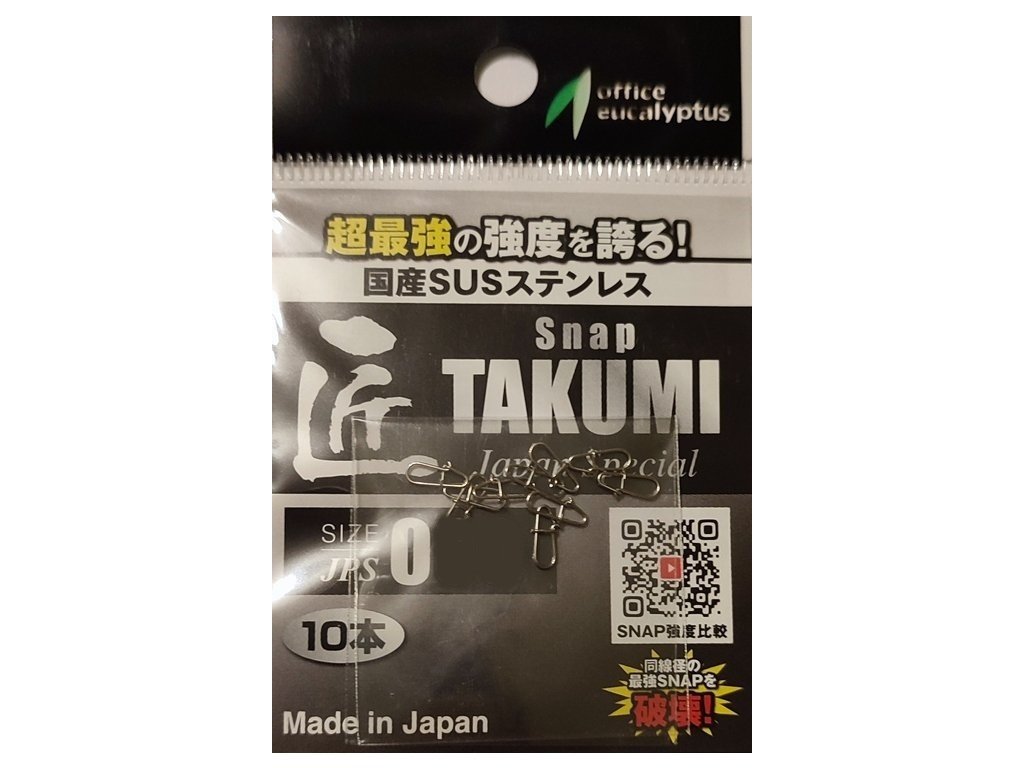 office
eucalyptus
超最強の強度を誇る!
国産SUSステンレス
匠
Snap
TAKUMI
Japan Special
SIZE
JPS
0
10本
SNAP強度比較
同線径の
最強SNAPを
破壊!
Made in Japan